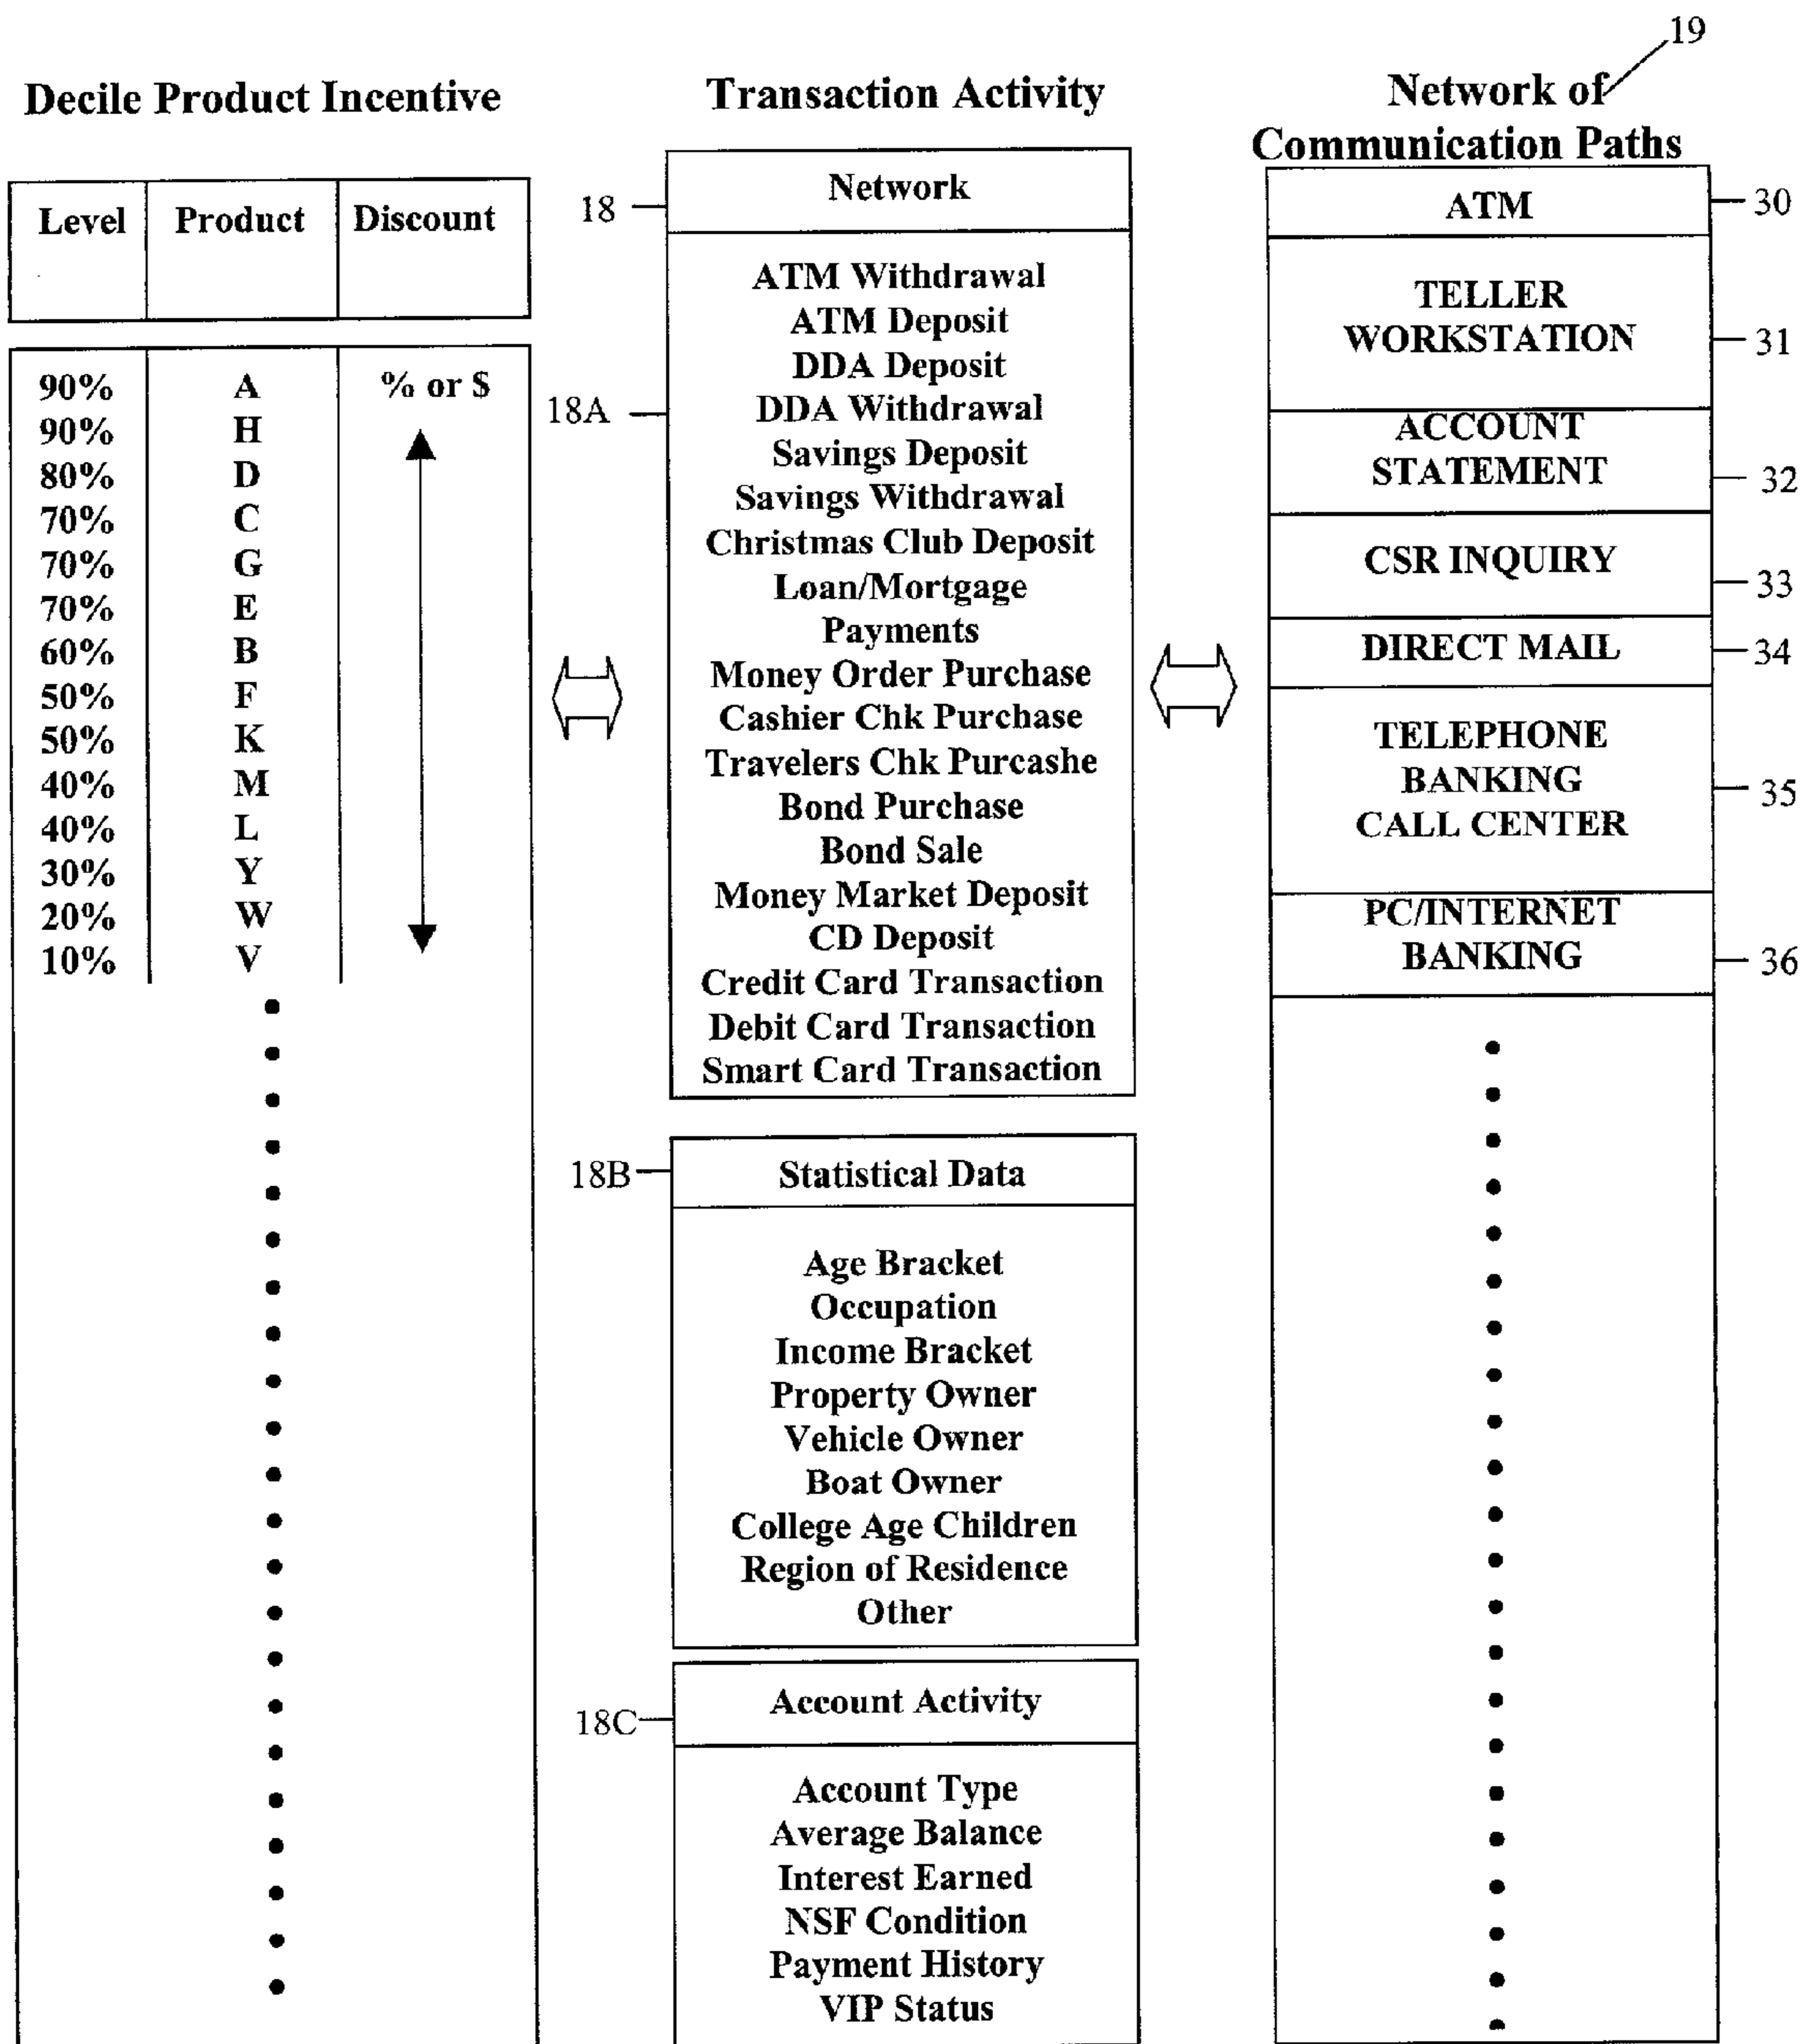 19
Decile Product Incentive
Level Product Discount
90% A % or $
90% H
80% D
70% C
70% G
70% E
60% B
50% F
50% K
40% M
40% L
30% Y
20% W
10% V
Transaction Activity
18
Network
18A
ATM Withdrawal
ATM Deposit
DDA Deposit
DDA Withdrawal
Savings Deposit
Savings Withdrawal
Christmas Club Deposit
Loan/Mortgage
Payments
Money Order Purchase
Cashier Chk Purchase
Travelers Chk Purcashe
Bond Purchase
Bond Sale
Money Market Deposit
CD Deposit
Credit Card Transaction
Debit Card Transaction
Smart Card Transaction
18B
Statistical Data
Age Bracket
Occupation
Income Bracket
Property Owner
Vehicle Owner
Boat Owner
College Age Children
Region of Residence
Other
18C
Account Activity
Account Type
Average Balance
Interest Earned
NSF Condition
Payment History
VIP Status
Network of
Communication Paths
ATM
30
TELLER
WORKSTATION
31
ACCOUNT
STATEMENT
32
CSR INQUIRY
33
DIRECT MAIL
34
TELEPHONE
BANKING
CALL CENTER
35
PC/INTERNET
BANKING
36